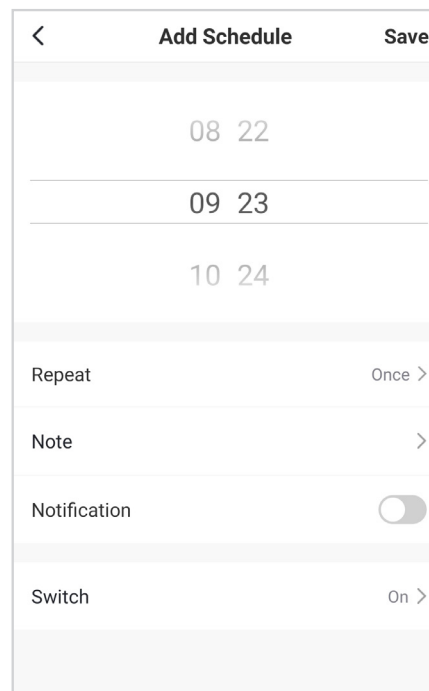 Add Schedule Save
08 22
09 23
10 24
Repeat Once
Note
Notification
Switch On